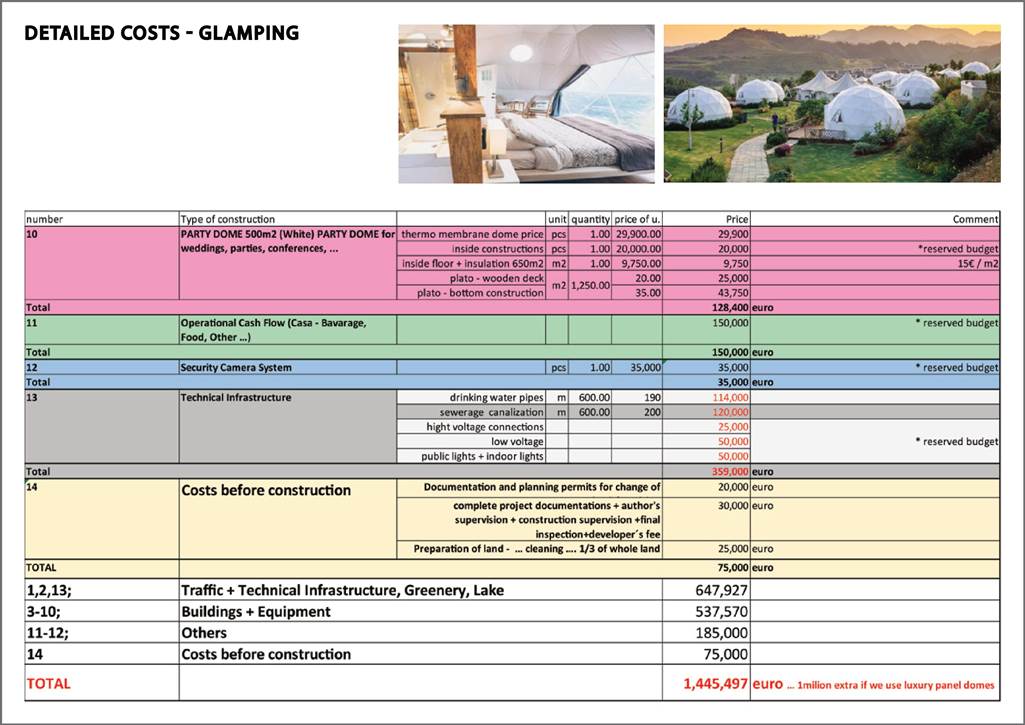 DETAILED COSTS - GLAMPING
number Type of construction unit quantity price of u. Price Comment
10 PARTY DOME 500m2 (White) PARTY DOME for thermo membrane dome price pcs 1.00 29,900.00 29,900
weddings, parties, conferences, ... inside constructions pcs 1.00 20,000.00 20,000 *reserved budget
inside floor + insulation 650m2 m2 1.00 9,750.00 9,750 15€ / m2
plato - wooden deck m2 1,250.00 20.00 25,000
plato - bottom construction 35.00 43,750
Total 128,400 euro
11 Operational Cash Flow (Casa - Bavarage, 150,000 * reserved budget
Food, Other ...)
Total 150,000 euro
12 Security Camera System pcs 1.00 35,000 35,000 * reserved budget
Total 35,000 euro
13 Technical Infrastructure drinking water pipes m 600.00 190 114,000
sewerage canalization m 600.00 200 120,000
hight voltage connections 25,000
low voltage 50,000 * reserved budget
public lights + indoor lights 50,000
Total 359,000 euro
14 Costs before construction Documentation and planning permits for change of 20,000 euro
complete project documentations + author's 30,000 euro
supervision + construction supervision +final
inspection+developer´s fee
Preparation of land - ... cleaning .... 1/3 of whole land 25,000 euro
TOTAL 75,000 euro
1,2,13; Traffic + Technical Infrastructure, Greenery, Lake 647,927
3-10; Buildings + Equipment 537,570
11-12; Others 185,000
14 Costs before construction 75,000
TOTAL 1,445,497 euro ... 1milion extra if we use luxury panel domes